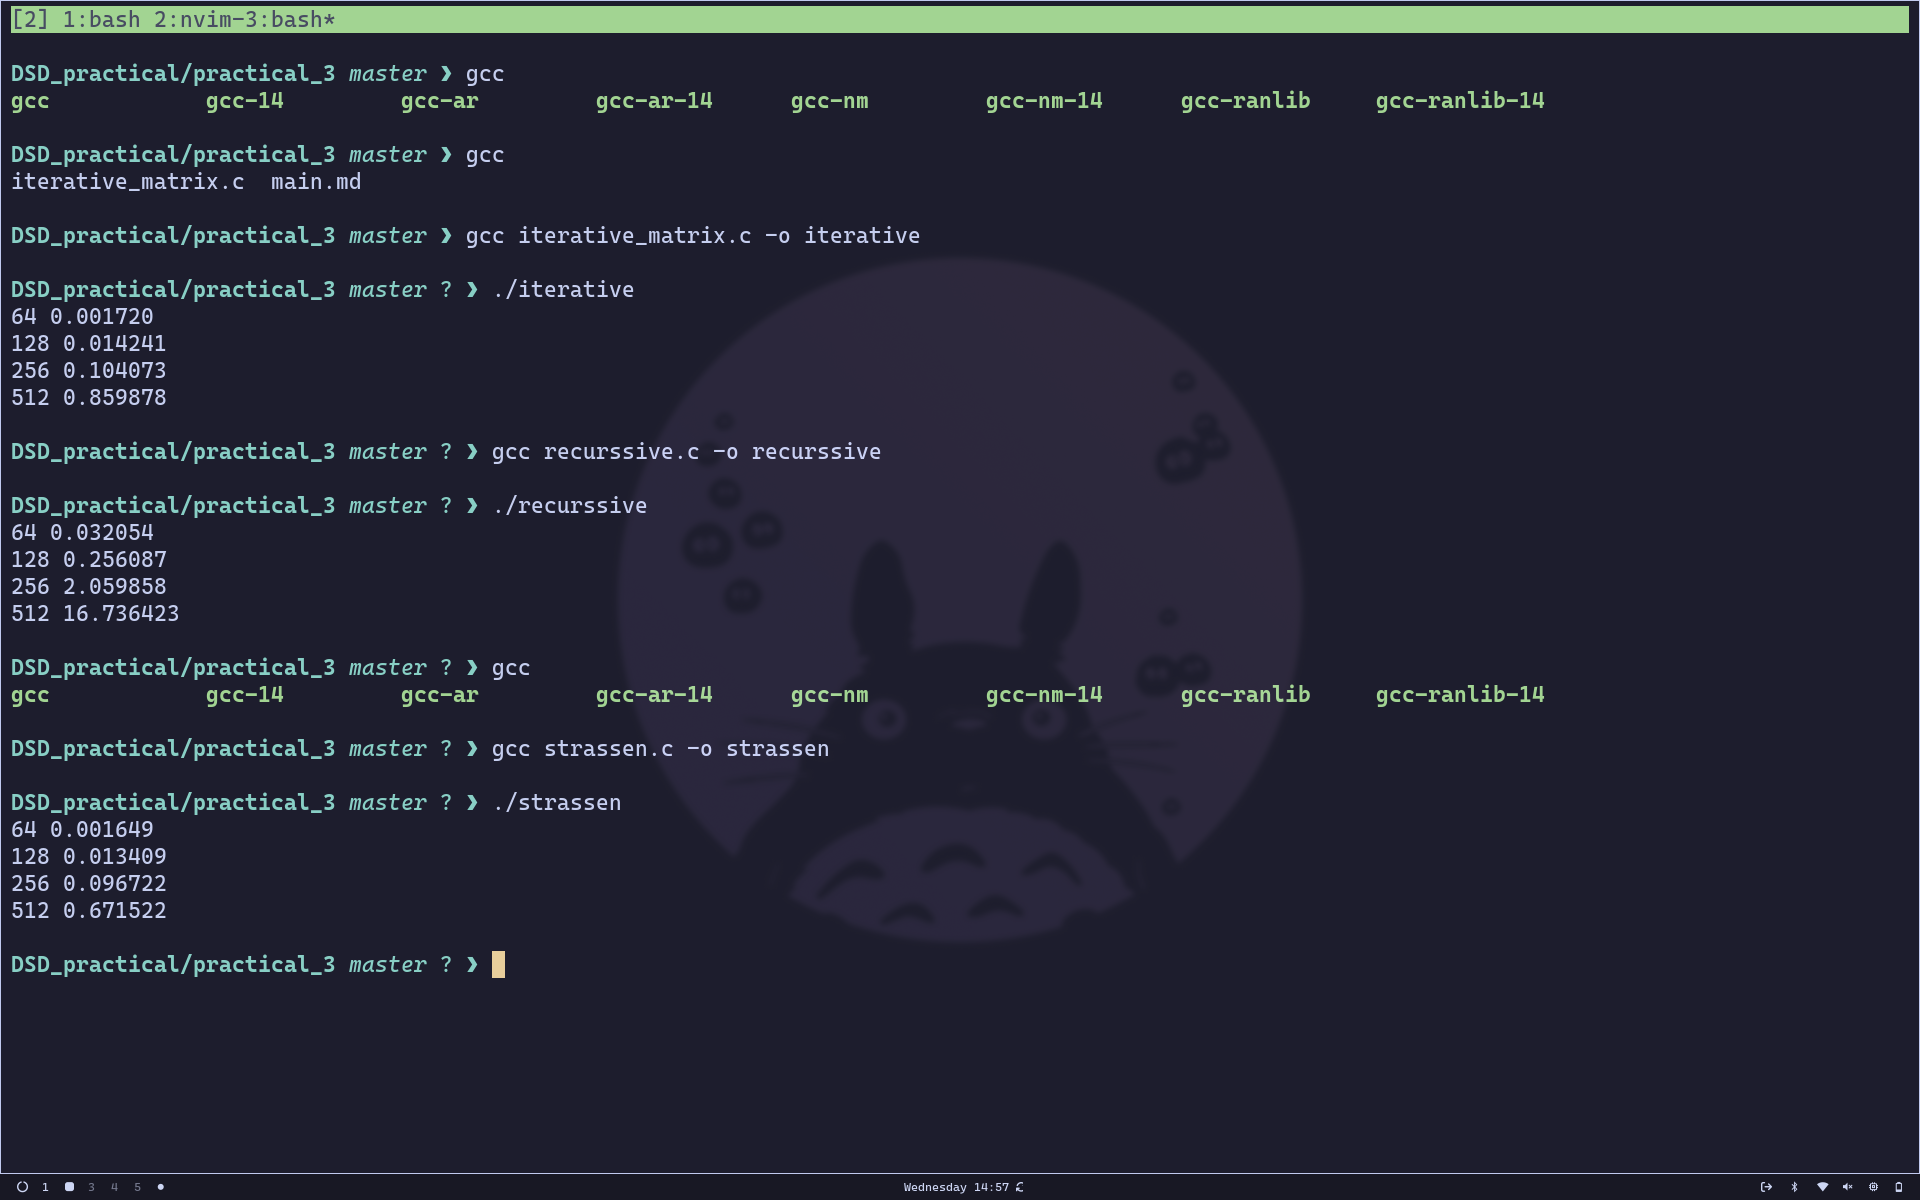 [2] 1:bash 2:nvim-3:bash*
DSD_practical/practical_3 master ❯ gcc
gcc gcc-14 gcc-ar gcc-ar-14 gcc-nm gcc-nm-14 gcc-ranlib gcc-ranlib-14
DSD_practical/practical_3 master ❯ gcc
iterative_matrix.c main.md
DSD_practical/practical_3 master ❯ gcc iterative_matrix.c -o iterative
DSD_practical/practical_3 master ? ❯ ./iterative
64 0.001720
128 0.014241
256 0.104073
512 0.859878
DSD_practical/practical_3 master ? ❯ gcc recurssive.c -o recurssive
DSD_practical/practical_3 master ? ❯ ./recurssive
64 0.032054
128 0.256087
256 2.059858
512 16.736423
DSD_practical/practical_3 master ? ❯ gcc
gcc gcc-14 gcc-ar gcc-ar-14 gcc-nm gcc-nm-14 gcc-ranlib gcc-ranlib-14
DSD_practical/practical_3 master ? ❯ gcc strassen.c -o strassen
DSD_practical/practical_3 master ? ❯ ./strassen
64 0.001649
128 0.013409
256 0.096722
512 0.671522
DSD_practical/practical_3 master ? ❯
1 3 4 5 Wednesday 14:57